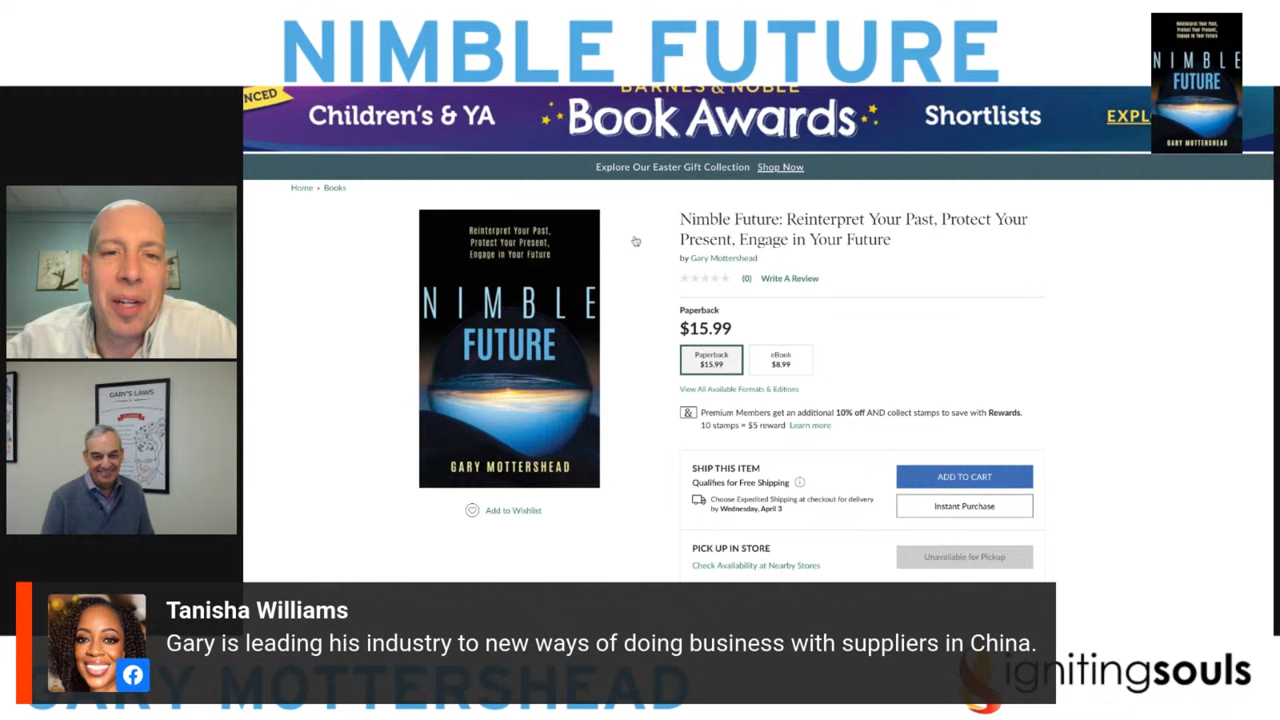 NIMBLE FUTURE
NCED
Children's & YA
BARNES & NOBLE
Book Awards
Shortlists
EXPL
Reinterpret Your Past,
Protect Your Present,
Engage in Your Future
NIMBLE
FUTURE
GARY MOTTERSHEAD
Explore Our Easter Gift Collection Shop Now
Home » Books
Reinterpret Your Past,
Protect Your Present,
Engage in Your Future
NIMBLE
FUTURE
GARY MOTTERSHEAD
Add to Wishlist
Nimble Future: Reinterpret Your Past, Protect Your
Present, Engage in Your Future
by Gary Mottershead
(0) Write A Review
Paperback
$15.99
Paperback
$15.99
eBook
$8.99
View All Available Formats & Editions
& Premium Members get an additional 10% off AND collect stamps to save with Rewards.
10 stamps = $5 reward Learn more
SHIP THIS ITEM
Qualifies for Free Shipping
Choose Expedited Shipping at checkout for delivery
by Wednesday, April 3
ADD TO CART
Instant Purchase
PICK UP IN STORE
Check Availability at Nearby Stores
Unavailable for Pickup
GARY'S LAWS
Tanisha Williams
Gary is leading his industry to new ways of doing business with suppliers in China.
GARY MOTTERSHEAD
ignitingsouls